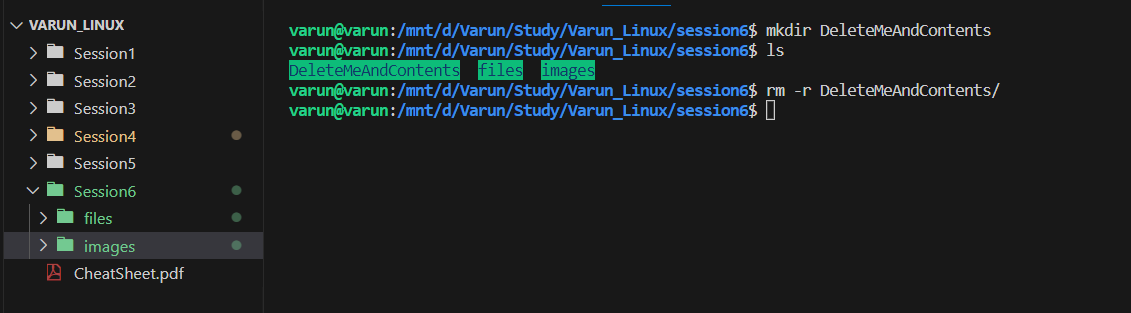 VARUN_LINUX
Session1
Session2
Session3
Session4
Session5
Session6
files
images
CheatSheet.pdf
varun@varun:/mnt/d/Varun/Study/Varun_Linux/session6$ mkdir DeleteMeAndContents
varun@varun:/mnt/d/Varun/Study/Varun_Linux/session6$ ls
DeleteMeAndContents  files  images
varun@varun:/mnt/d/Varun/Study/Varun_Linux/session6$ rm -r DeleteMeAndContents/
varun@varun:/mnt/d/Varun/Study/Varun_Linux/session6$